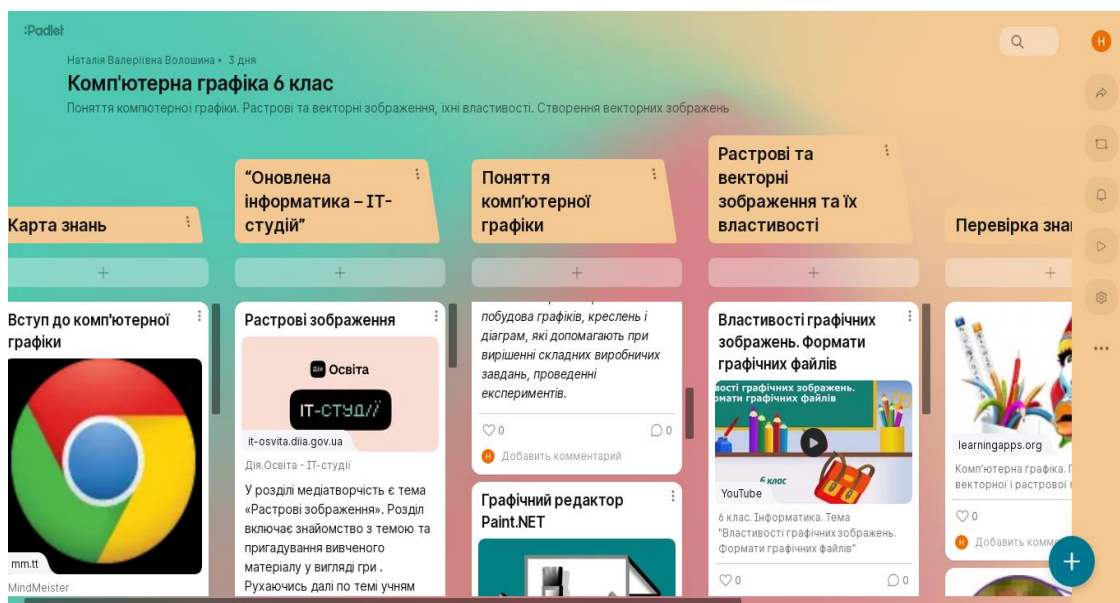 :Padlet
Наталія Валеріївна Волошина • 3 дня
Комп'ютерна графіка 6 клас
Поняття компютерної графіки. Растрові та векторні зображення, їхні властивості. Створення векторних зображень
Н
Карта знань
+
Вступ до комп'ютерної
графіки
mm.tt
MindMeister
“Оновлена
інформатика – ІТ-
студій”
+
Растрові зображення
Дія Освіта
ІТ-СТУД//
it-osvita.diia.gov.ua
Дія.Освіта - ІТ-студії
У розділі медіатворчість є тема
«Растрові зображення». Розділ
включає знайомство з темою та
пригадування вивченого
матеріалу у вигляді гри .
Рухаючись далі по темі учням
Поняття
комп’ютерної
графіки
+
побудова графіків, креслень і
діаграм, які допомагають при
вирішенні складних виробничих
завдань, проведенні
експериментів.
0 0
Н Добавить комментарий
Графічний редактор
Paint.NET
Растрові та
векторні
зображення та їх
властивості
+
Властивості графічних
зображень. Формати
графічних файлів
вості графічних зображень.
рмати графічних файлів
6 клас
YouTube
6 клас. Інформатика. Тема
"Властивості графічних зображень.
Формати графічних файлів"
0 0
Перевірка зна
+
learningapps.org
Комп'ютерна графіка.
векторної і растрової
0
Н Добавить комме
+